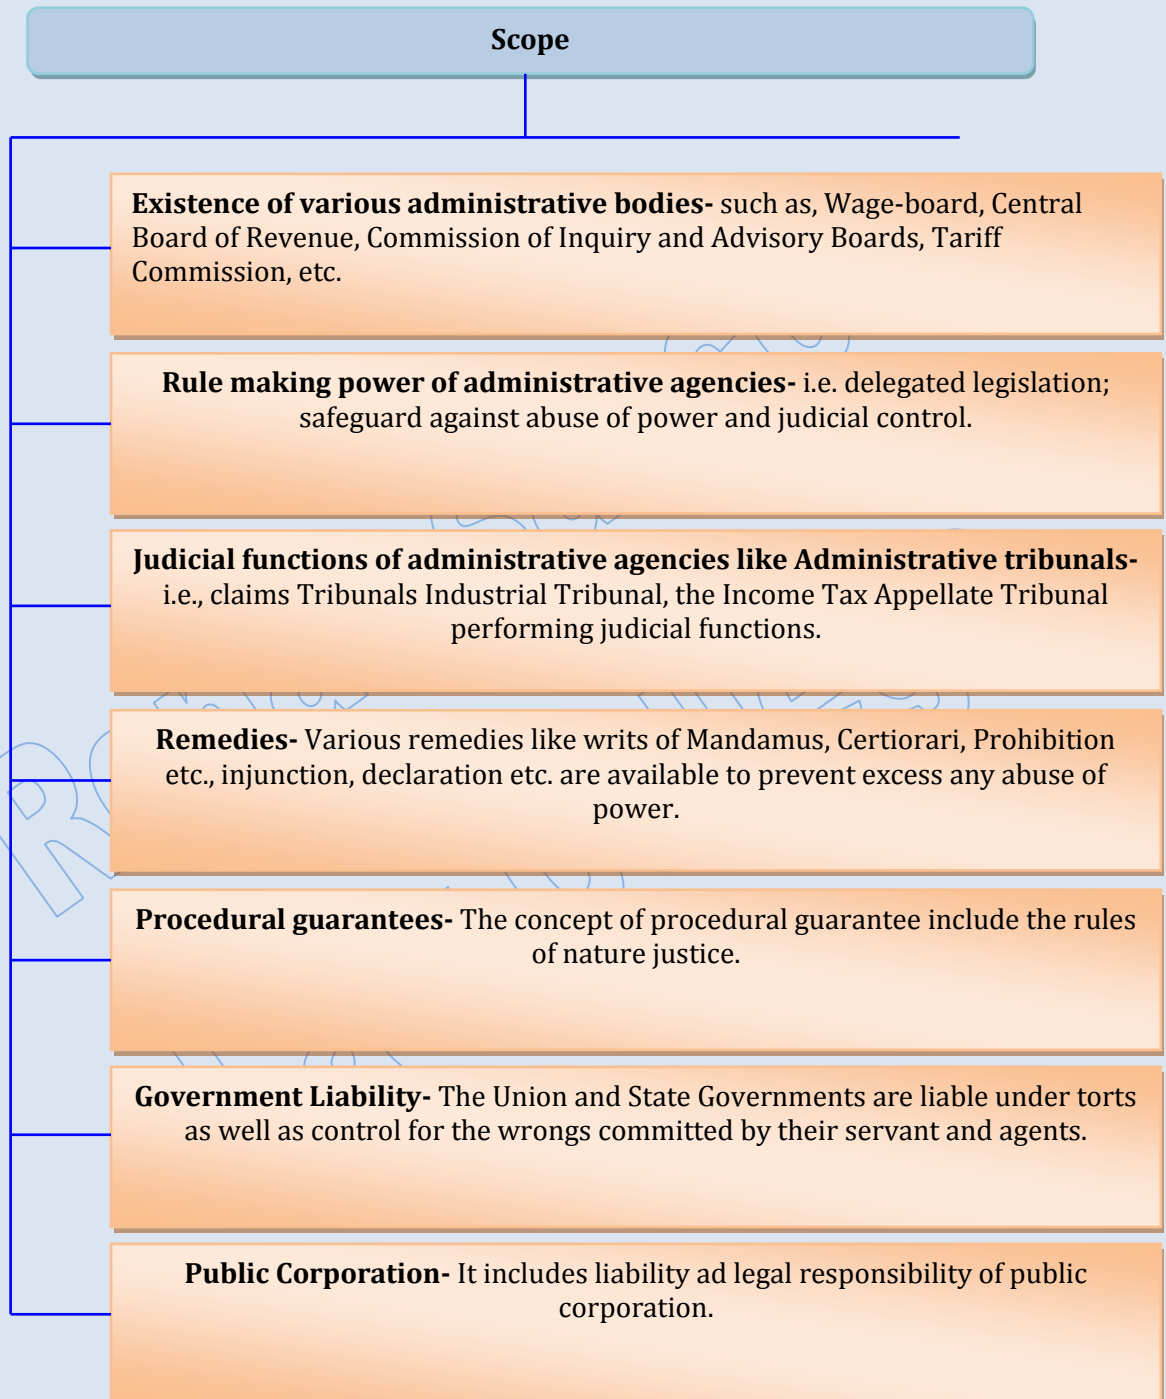 Scope
Existence of various administrative bodies- such as, Wage-board, Central
Board of Revenue, Commission of Inquiry and Advisory Boards, Tariff
Commission, etc.
Rule making power of administrative agencies- i.e. delegated legislation;
safeguard against abuse of power and judicial control.
Judicial functions of administrative agencies like Administrative tribunals-
i.e., claims Tribunals Industrial Tribunal, the Income Tax Appellate Tribunal
performing judicial functions.
Remedies- Various remedies like writs of Mandamus, Certiorari, Prohibition
etc., injunction, declaration etc. are available to prevent excess any abuse of
power.
Procedural guarantees- The concept of procedural guarantee include the rules
of nature justice.
Government Liability- The Union and State Governments are liable under torts
as well as control for the wrongs committed by their servant and agents.
Public Corporation- It includes liability ad legal responsibility of public
corporation.